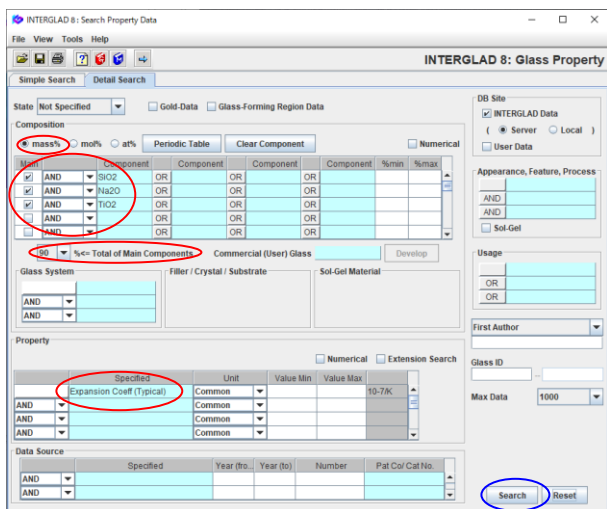 INTERGLAD 8: Search Property Data
File View Tools Help
INTERGLAD 8: Glass Property
Simple Search Detail Search
State Not Specified Gold-Data Glass-Forming Region Data
Composition
mass% mol% at% Periodic Table Clear Component Numerical
Main Component Component Component Component %min %max
AND SIO2 OR OR OR
AND Na2O OR OR OR
AND TiO2 OR OR OR
AND OR OR OR
AND OR OR OR
90 %<= Total of Main Components Commercial (User) Glass Develop
Glass System Filler / Crystal / Substrate Sol-Gel Material
AND
AND
Property
Numerical Extension Search
Specified Unit Value Min Value Max
Expansion Coeff (Typical) Common 10-7/K
AND Common
AND Common
AND Common
Data Source
Specified Year (fro... Year (to) Number Pat Co/ Cat No.
AND
AND
DB Site
INTERGLAD Data
( Server Local )
User Data
Appearance, Feature, Process
AND
AND
Sol-Gel
Usage
OR
OR
First Author
Glass ID
...
Max Data 1000
Search Reset